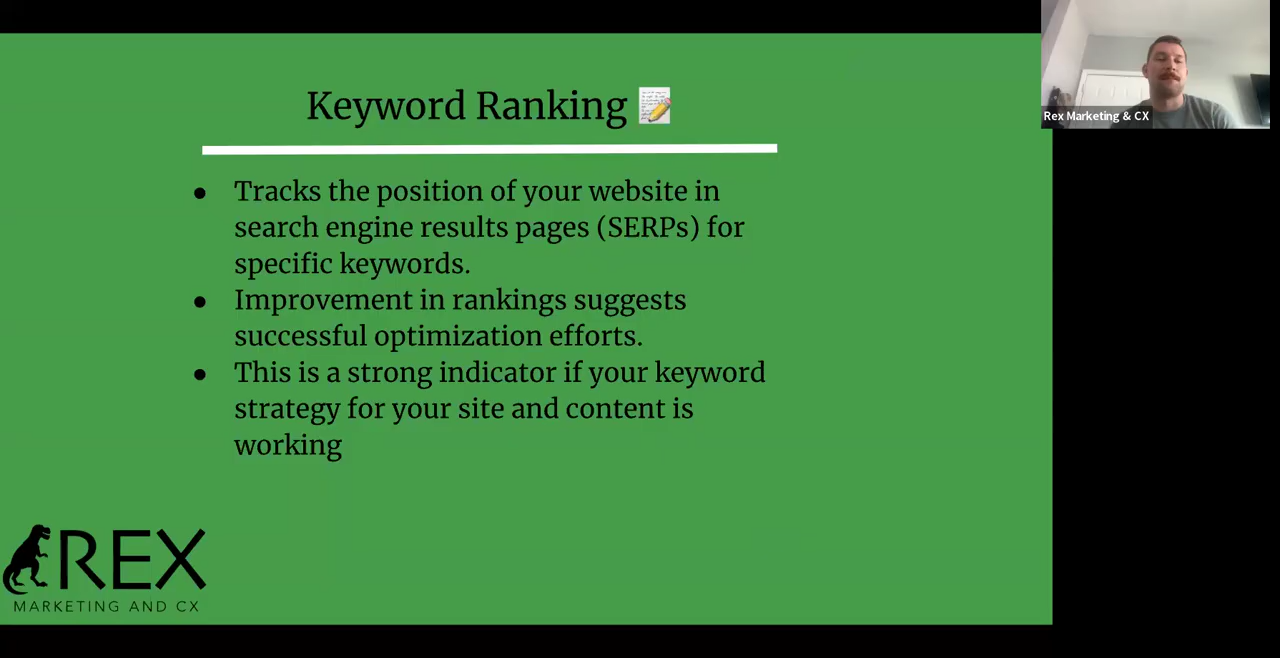 Keyword Ranking
Tracks the position of your website in
search engine results pages (SERPs) for
specific keywords.
Improvement in rankings suggests
successful optimization efforts.
This is a strong indicator if your keyword
strategy for your site and content is
working
REX
MARKETING AND CX
Rex Marketing & CX